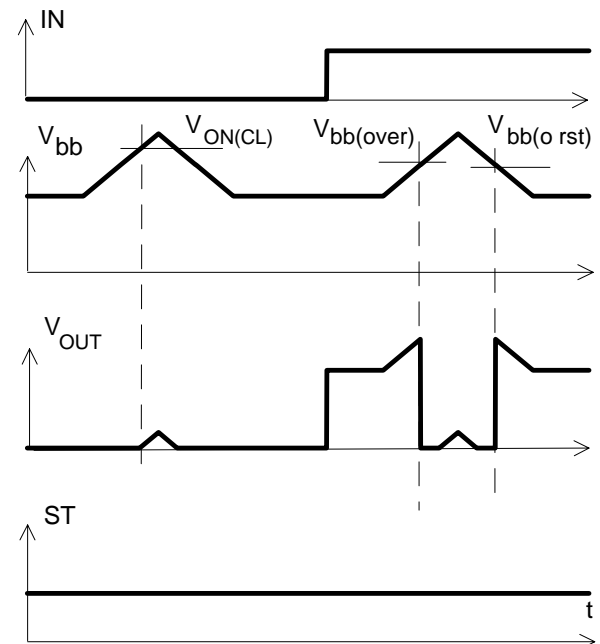 IN
Vbb
VON(CL)
Vbb(over)
Vbb(o rst)
VOUT
ST
t